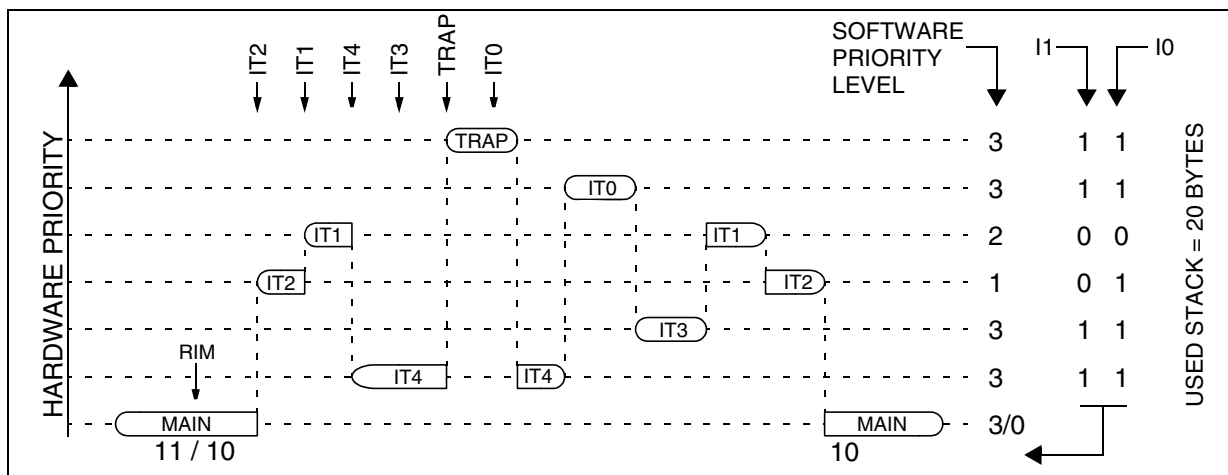 SOFTWARE
PRIORITY
LEVEL
I1
I0
IT2
IT1
IT4
IT3
TRAP
IT0
HARDWARE PRIORITY
TRAP
3
1 1
IT0
3
1 1
IT1
IT1
2
0 0
IT2
IT2
1
0 1
IT3
3
1 1
RIM
IT4
IT4
3
1 1
MAIN
MAIN
3/0
11 / 10
10
USED STACK = 20 BYTES